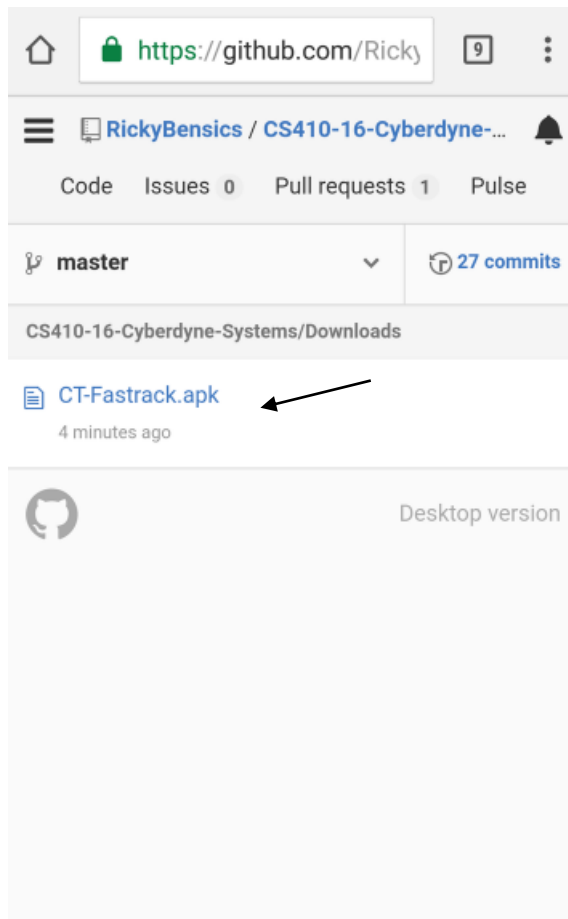 https://github.com/Ricky
9
RickyBensics / CS410-16-Cyberdyne-...
Code Issues 0 Pull requests 1 Pulse
master
27 commits
CS410-16-Cyberdyne-Systems/Downloads
CT-Fastrack.apk
4 minutes ago
Desktop version